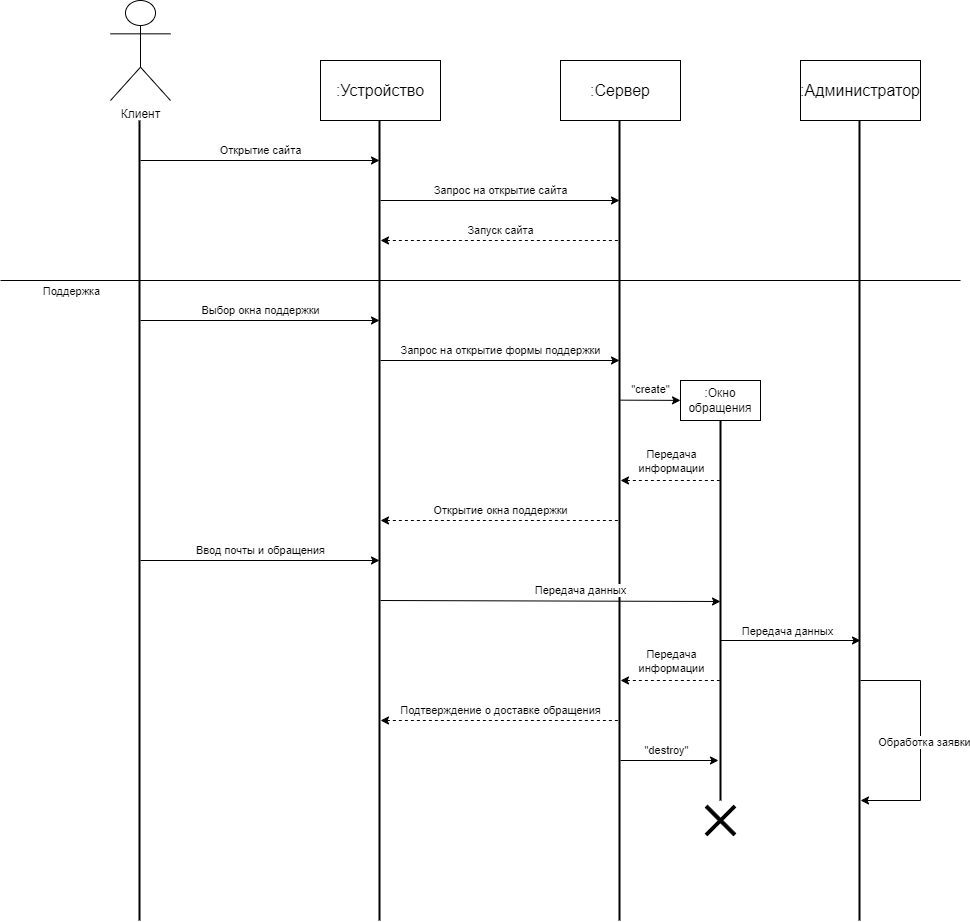 Клиент
:Устройство
:Сервер
:Администратор
Открытие сайта
Запрос на открытие сайта
Запуск сайта
Поддержка
Выбор окна поддержки
Запрос на открытие формы поддержки
"create"
:Окно
обращения
Передача
информации
Открытие окна поддержки
Ввод почты и обращения
Передача данных
Передача данных
Передача
информации
Подтверждение о доставке обращения
Обработка заявки
"destroy"